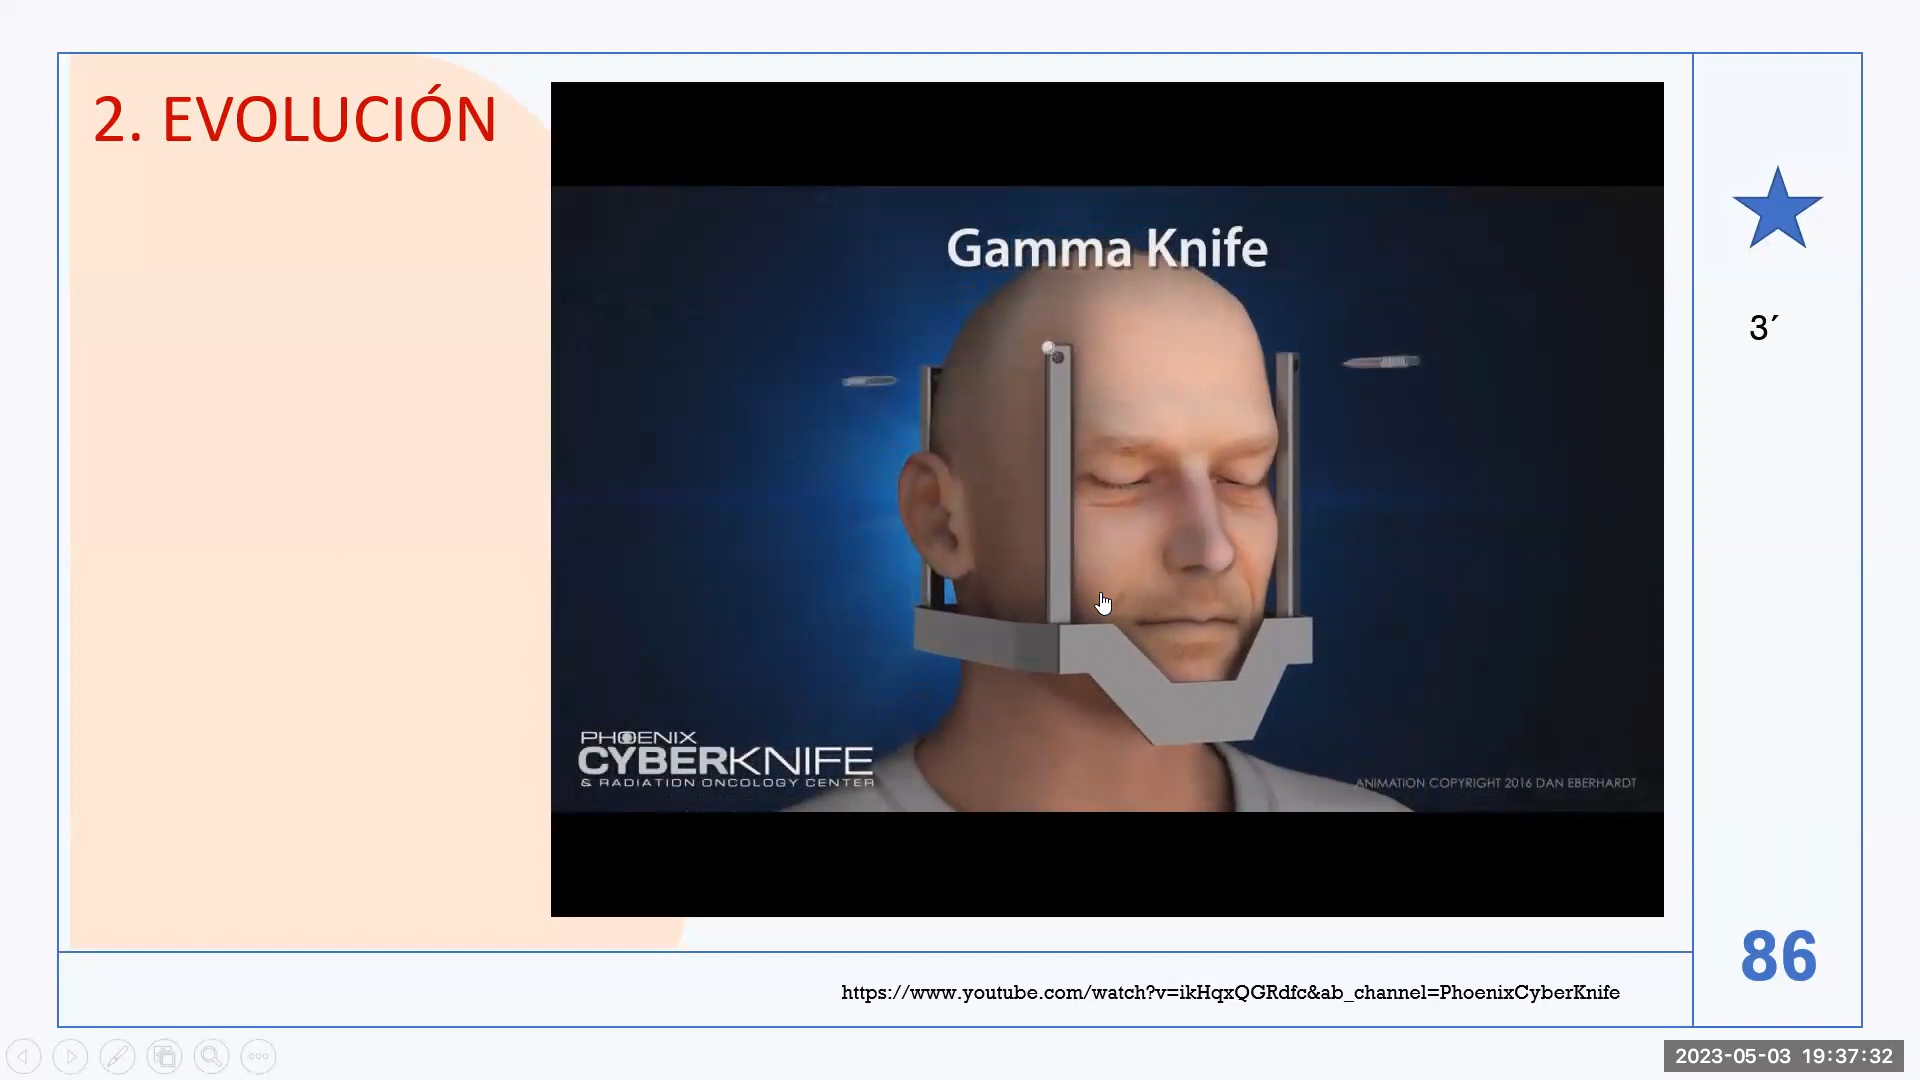 2. EVOLUCIÓN
Gamma Knife
3´
PHOENIX
CYBERKNIFE
& RADIATION ONCOLOGY CENTER
ANIMATION COPYRIGHT 2016 DAN EBERHARDT
86
https://www.youtube.com/watch?v=ikHqxQGRdfc&ab_channel=PhoenixCyberKnife
2023-05-03 19:37:32